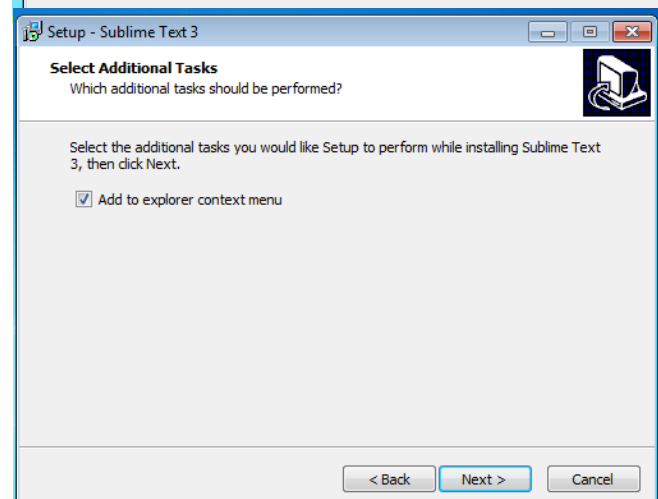 Setup - Sublime Text 3
Select Additional Tasks
Which additional tasks should be performed?
Select the additional tasks you would like Setup to perform while installing Sublime Text
3, then click Next.
Add to explorer context menu
< Back
Next >
Cancel